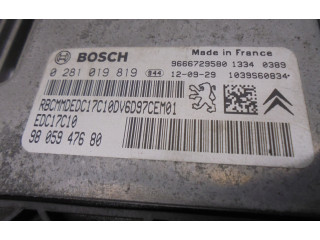 BOSCH
Made in France
9666729580 1334 0389
0 281 019 819 944 12-09-29 1039S60834
RBCMMDEDC17C10DV6D97CEM01
EDC17C10
98 059 476 80